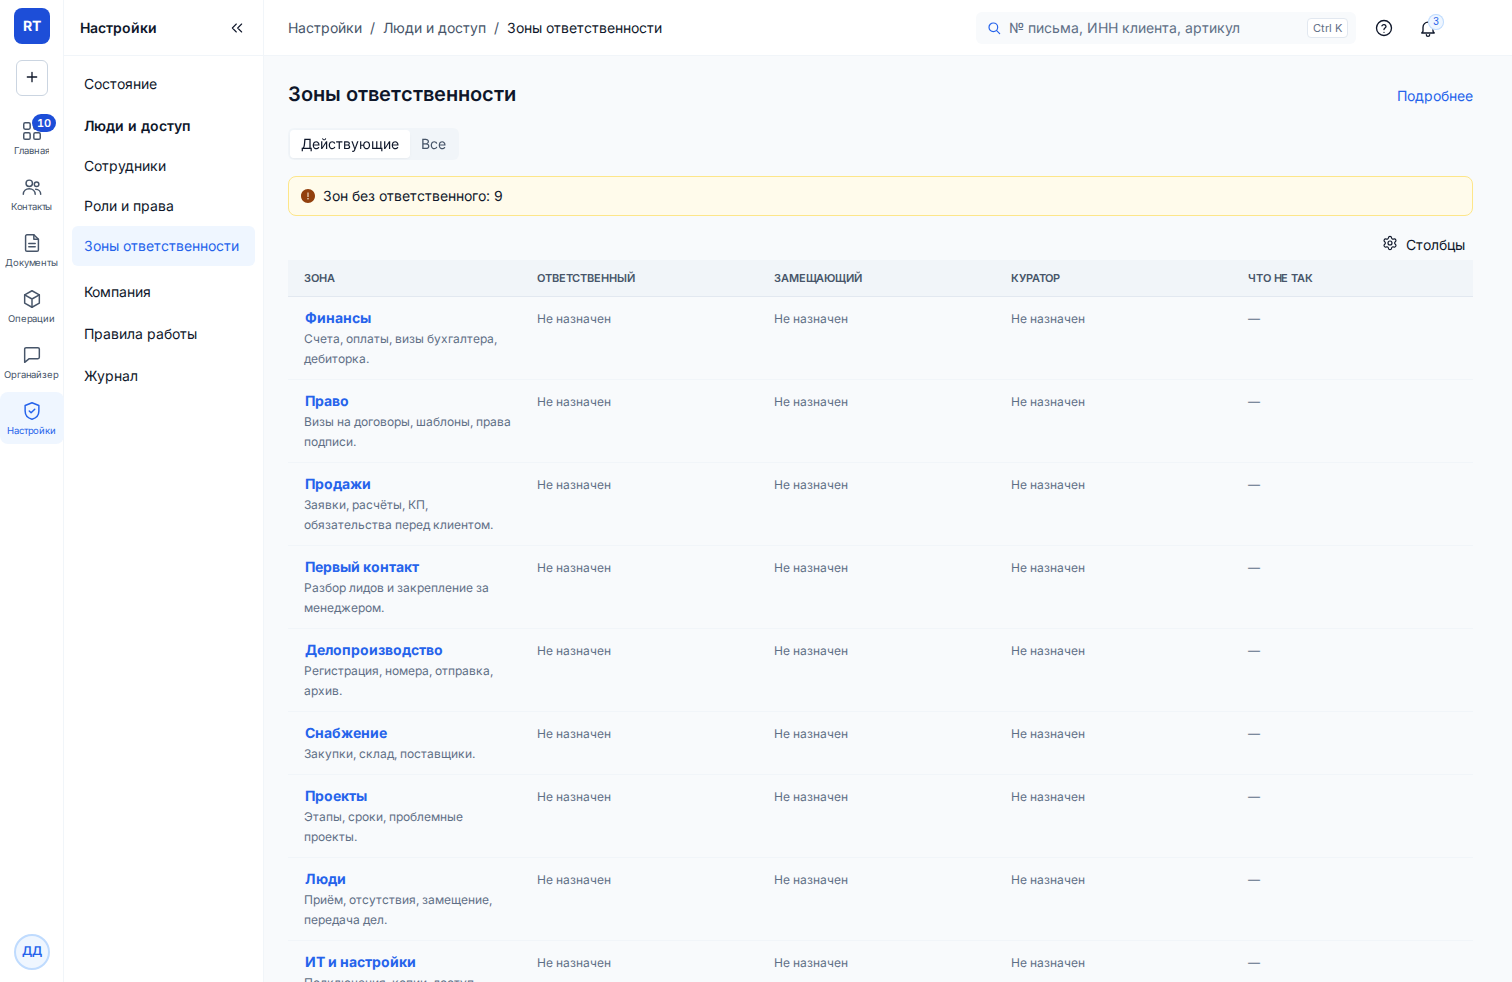 RT
Настройки
Настройки / Люди и доступ / Зоны ответственности
№ письма, ИНН клиента, артикул
Ctrl K
3
10
Главная
Контакты
Документы
Операции
Органайзер
Настройки
ДД
Состояние
Люди и доступ
Сотрудники
Роли и права
Зоны ответственности
Компания
Правила работы
Журнал
Зоны ответственности
Подробнее
Действующие
Все
Зон без ответственного: 9
Столбцы
ЗОНА ОТВЕТСТВЕННЫЙ ЗАМЕЩАЮЩИЙ КУРАТОР ЧТО НЕ ТАК
Финансы Не назначен Не назначен Не назначен —
Счета, оплаты, визы бухгалтера,
дебиторка.
Право Не назначен Не назначен Не назначен —
Визы на договоры, шаблоны, права
подписи.
Продажи Не назначен Не назначен Не назначен —
Заявки, расчёты, КП,
обязательства перед клиентом.
Первый контакт Не назначен Не назначен Не назначен —
Разбор лидов и закрепление за
менеджером.
Делопроизводство Не назначен Не назначен Не назначен —
Регистрация, номера, отправка,
архив.
Снабжение Не назначен Не назначен Не назначен —
Закупки, склад, поставщики.
Проекты Не назначен Не назначен Не назначен —
Этапы, сроки, проблемные
проекты.
Люди Не назначен Не назначен Не назначен —
Приём, отсутствия, замещение,
передача дел.
ИТ и настройки Не назначен Не назначен Не назначен —
Подключения, копии, доступ